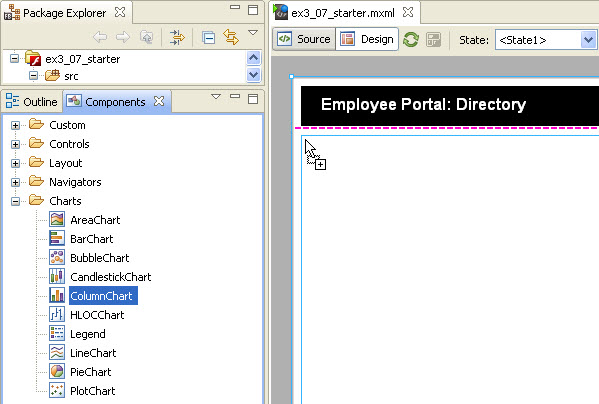 Package Explorer
ex3_07_starter
src
Outline
Components
Custom
Controls
Layout
Navigators
Charts
AreaChart
BarChart
BubbleChart
CandlestickChart
ColumnChart
HLOCChart
Legend
LineChart
PieChart
PlotChart
ex3_07_starter.mxml
Source
Design
State:
<State1>
Employee Portal: Directory